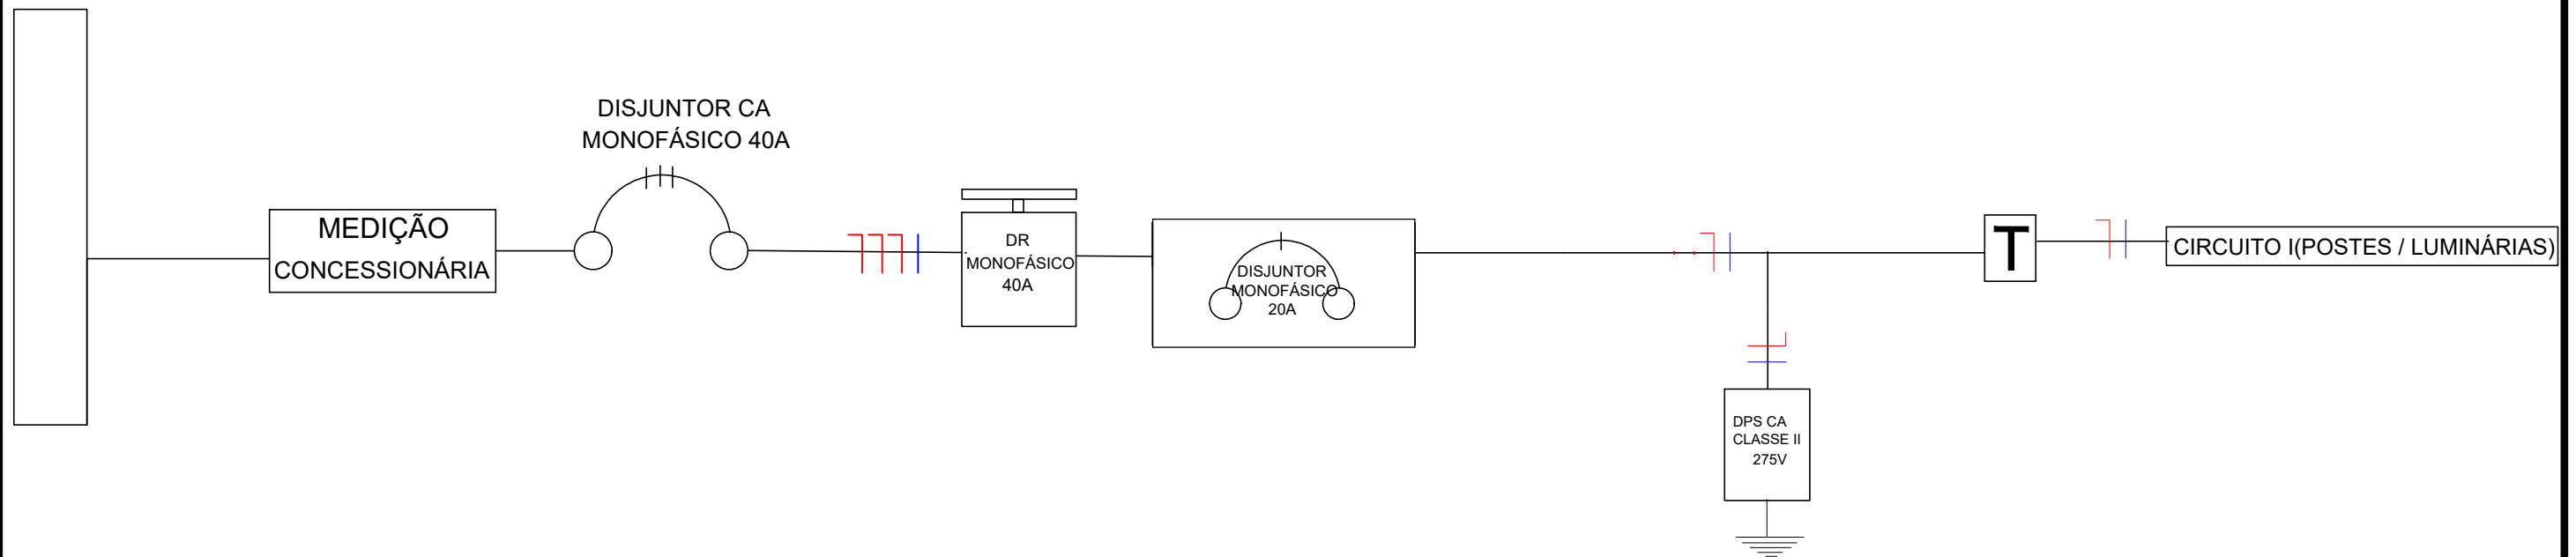 DISJUNTOR CA
MONOFÁSICO 40A
MEDIÇÃO
CONCESSIONÁRIA
DR
MONOFÁSICO
40A
DISJUNTOR
MONOFÁSICO
20A
T
CIRCUITO I(POSTES / LUMINÁRIAS)
DPS CA
CLASSE II
275V